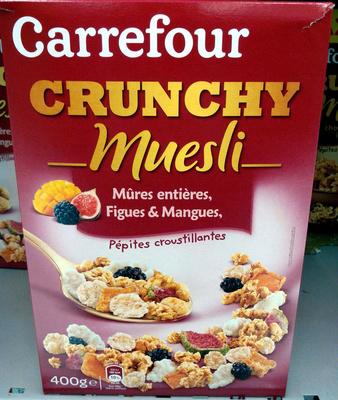 Carrefour
CRUNCHY
Muesli
Mûres entières,
Figues & Mangues,
Pépites croustillantes
400g e